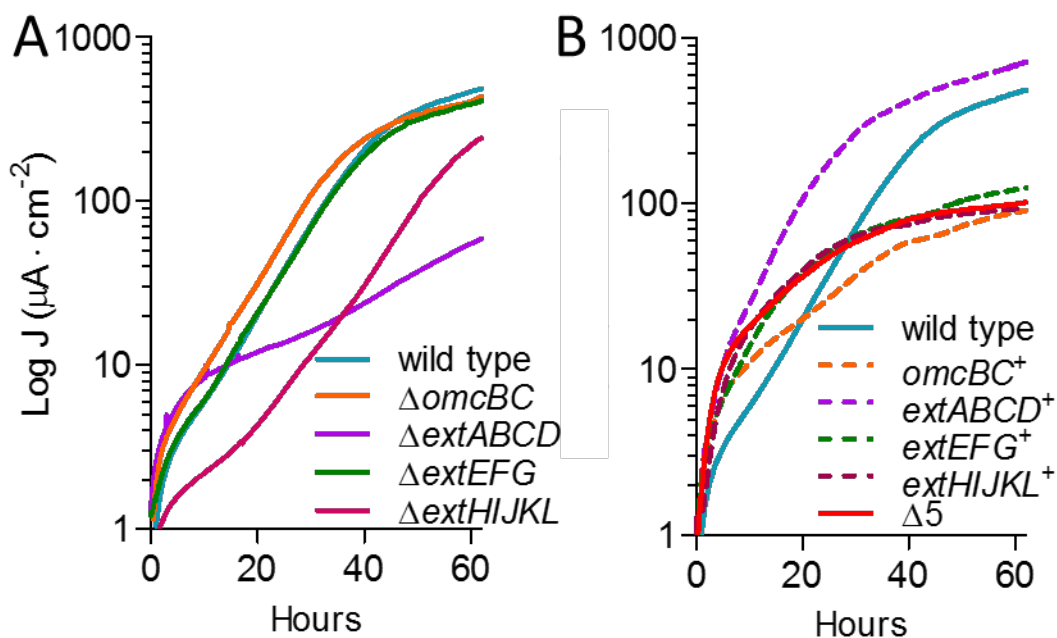 A
Log J (µA · cm⁻²)
1000
100
10
1
0
20
40
60
Hours
wild type
ΔomcBC
ΔextABCD
ΔextEFG
ΔextHIJKL
B
1000
100
10
1
0
20
40
60
Hours
wild type
omcBC⁺
extABCD⁺
extEFG⁺
extHIJKL⁺
Δ5